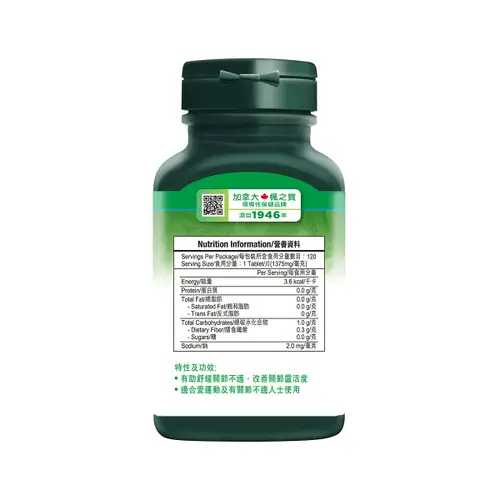 加拿大 楓之寶
領導性保健品牌
源自1946年
Nutrition Information/營養資料
Servings Per Package/每包裝所含食用分量數目：120
Serving Size/食用分量：1 Tablet/片(1375mg/毫克)
Per Serving/每食用分量
Energy/能量 3.6 kcal/千卡
Protein/蛋白質 0.0 g/克
Total Fat/總脂肪 0.0 g/克
- Saturated Fat/飽和脂肪 0.0 g/克
- Trans Fat/反式脂肪 0 g/克
Total Carbohydrates/總碳水化合物 1.0 g/克
- Dietary Fiber/膳食纖維 0.3 g/克
- Sugars/糖 0.0 g/克
Sodium/鈉 2.0 mg/毫克
特性及功效:
• 有助舒緩關節不適，改善關節靈活度
• 適合愛運動及有關節不適人士使用